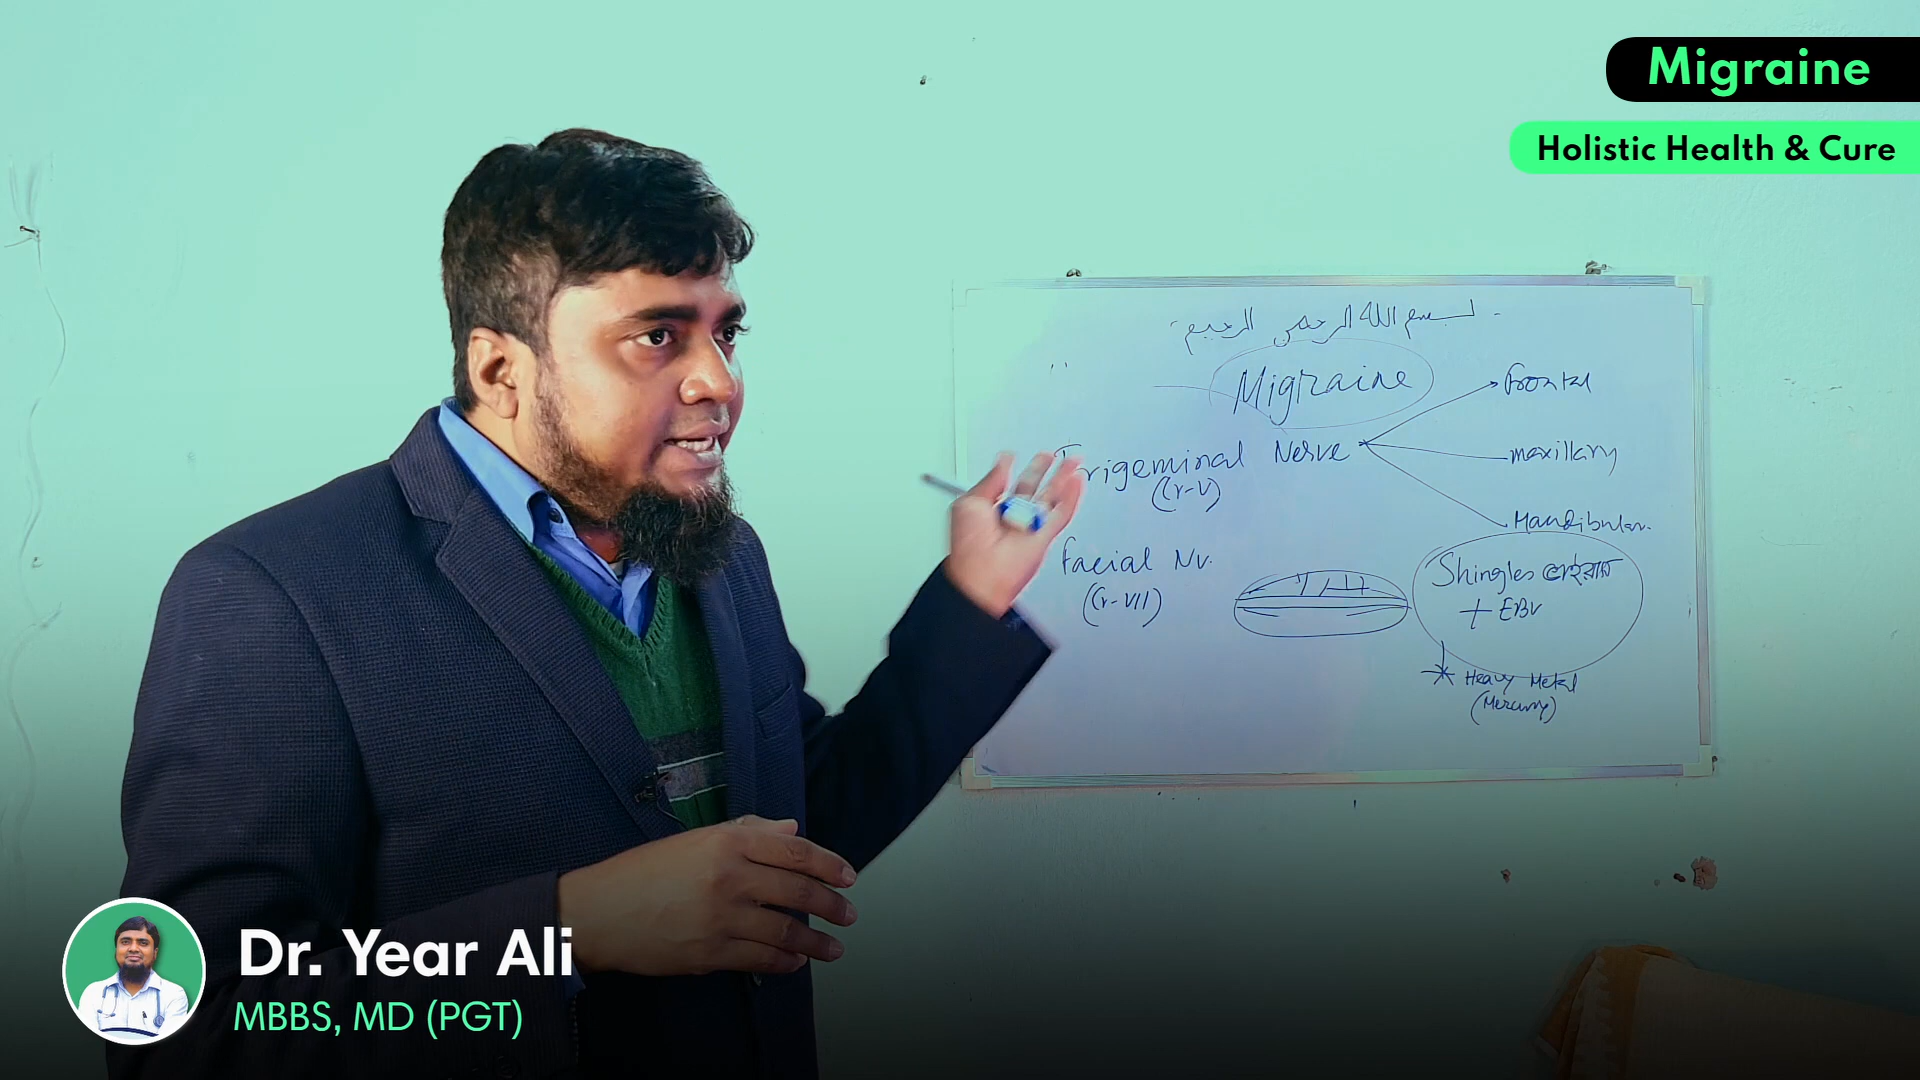 Migraine
Holistic Health & Cure
بسم الله الرحمن الرحيم
Migraine
frontal
Trigeminal Nerve
maxillary
(Cr-V)
Mandibular
Facial Nv.
Shingles ভাইরাস
(Cr-VII)
+ EBV
* Heavy Metal
(Mercury)
Dr. Year Ali
MBBS, MD (PGT)